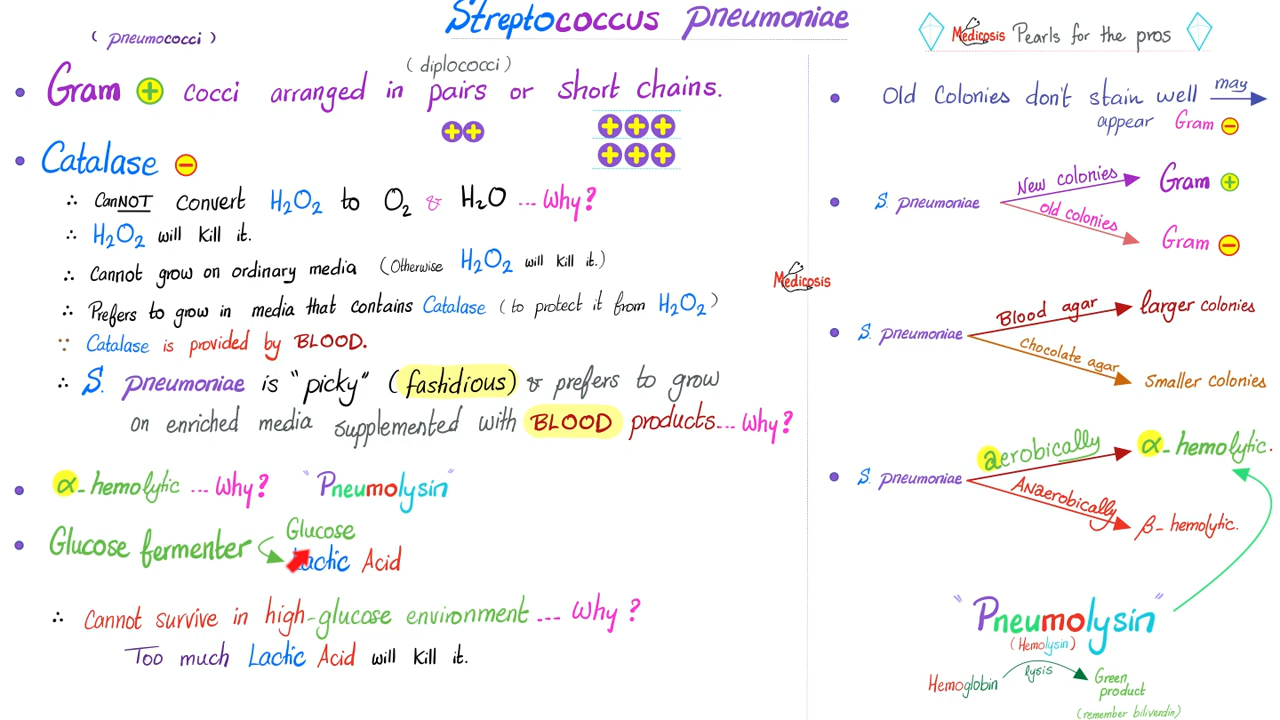 Streptococcus pneumoniae
( pneumococci )
(diplococci)
Gram + cocci arranged in pairs or short chains.
++
+++
+++
Catalase −
∴ CanNOT convert H₂O₂ to O₂ & H₂O ... Why?
∴ H₂O₂ will kill it.
∴ Cannot grow on ordinary media (Otherwise H₂O₂ will kill it.)
∴ Prefers to grow in media that contains Catalase (to protect it from H₂O₂)
∵ Catalase is provided by BLOOD.
∴ S. pneumoniae is "picky" (fastidious) & prefers to grow
on enriched media supplemented with BLOOD products... Why?
α-hemolytic ... Why? "Pneumolysin"
Glucose fermenter Glucose
Lactic Acid
∴ Cannot survive in high-glucose environment ... Why?
Too much Lactic Acid will kill it.
Medicosis
Medicosis Pearls for the pros
Old Colonies don't stain well may
appear Gram −
S. pneumoniae New colonies Gram +
old colonies Gram −
S. pneumoniae Blood agar larger colonies
chocolate agar smaller colonies
S. pneumoniae aerobically α-hemolytic.
Anaerobically β-hemolytic.
"Pneumolysin"
(Hemolysin)
Hemoglobin lysis Green
product
(remember biliverdin)